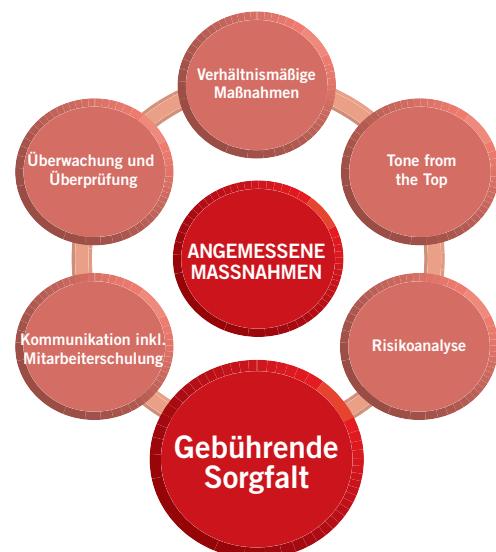 Verhältnismäßige
Maßnahmen
Überwachung und
Überprüfung
Tone from
the Top
ANGEMESSENE
MASSNAHMEN
Kommunikation inkl.
Mitarbeiterschulung
Risikoanalyse
Gebührende
Sorgfalt